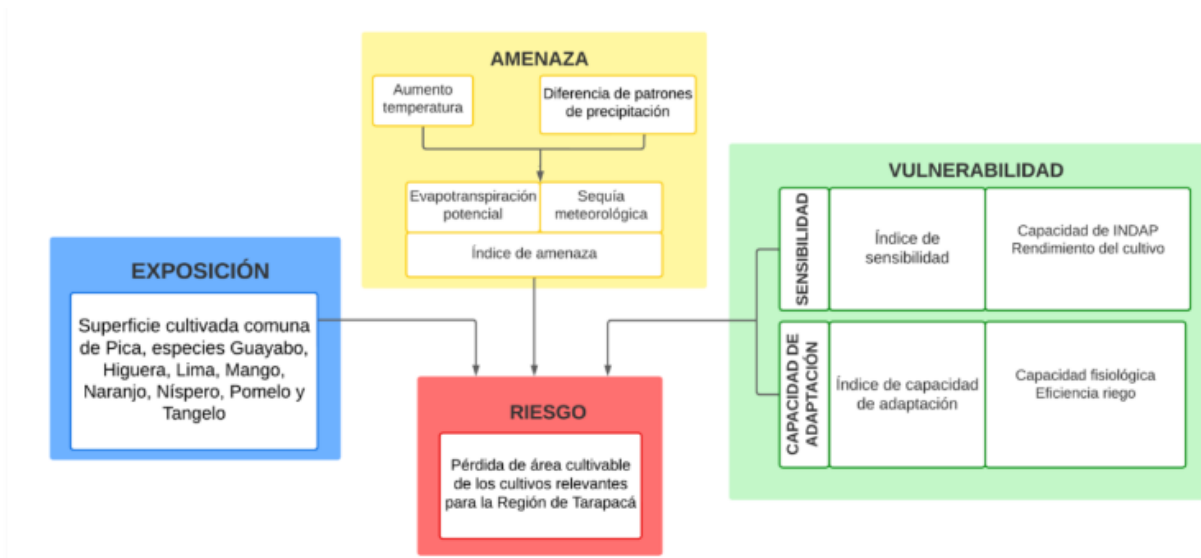 AMENAZA
Aumento
temperatura
Diferencia de patrones
de precipitación
Evapotranspiración
potencial
Sequía
meteorológica
Índice de amenaza
EXPOSICIÓN
Superficie cultivada comuna
de Pica, especies Guayabo,
Higuera, Lima, Mango,
Naranjo, Níspero, Pomelo y
Tangelo
RIESGO
Pérdida de área cultivable
de los cultivos relevantes
para la Región de Tarapacá
VULNERABILIDAD
SENSIBILIDAD
Índice de
sensibilidad
Capacidad de INDAP
Rendimiento del cultivo
CAPACIDAD DE
ADAPTACIÓN
Índice de capacidad
de adaptación
Capacidad fisiológica
Eficiencia riego